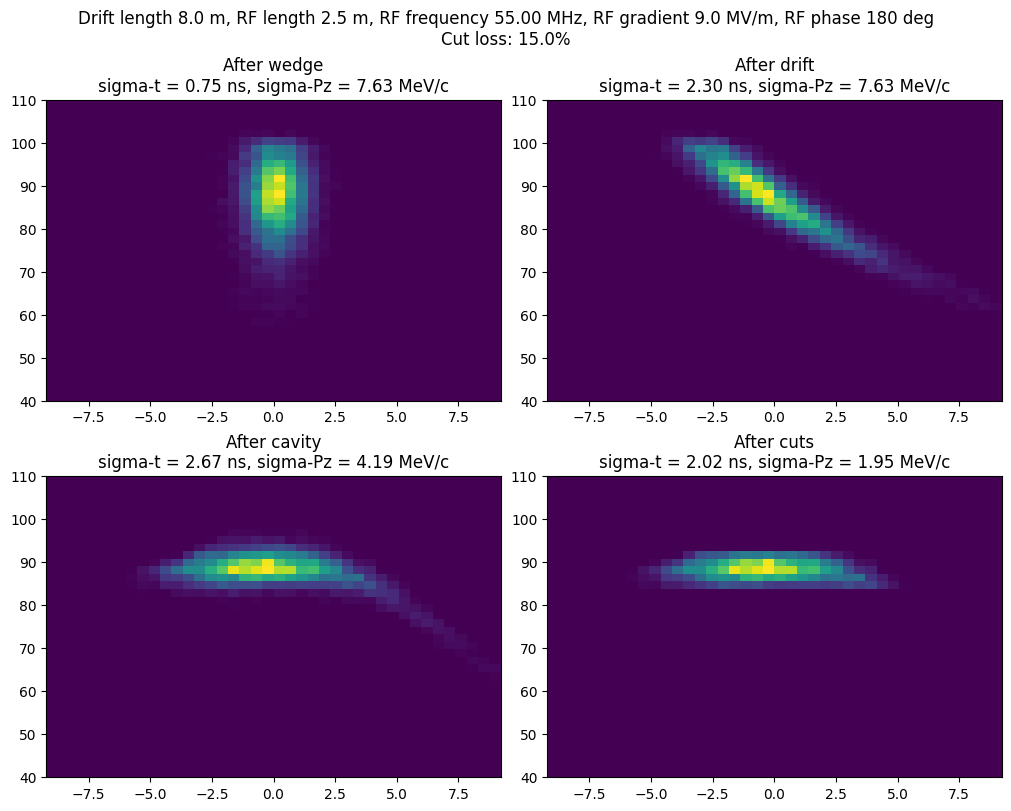 Drift length 8.0 m, RF length 2.5 m, RF frequency 55.00 MHz, RF gradient 9.0 MV/m, RF phase 180 deg
Cut loss: 15.0%
After wedge
sigma-t = 0.75 ns, sigma-Pz = 7.63 MeV/c
110
100
90
80
70
60
50
40
−7.5 −5.0 −2.5 0.0 2.5 5.0 7.5
After drift
sigma-t = 2.30 ns, sigma-Pz = 7.63 MeV/c
110
100
90
80
70
60
50
40
−7.5 −5.0 −2.5 0.0 2.5 5.0 7.5
After cavity
sigma-t = 2.67 ns, sigma-Pz = 4.19 MeV/c
110
100
90
80
70
60
50
40
−7.5 −5.0 −2.5 0.0 2.5 5.0 7.5
After cuts
sigma-t = 2.02 ns, sigma-Pz = 1.95 MeV/c
110
100
90
80
70
60
50
40
−7.5 −5.0 −2.5 0.0 2.5 5.0 7.5